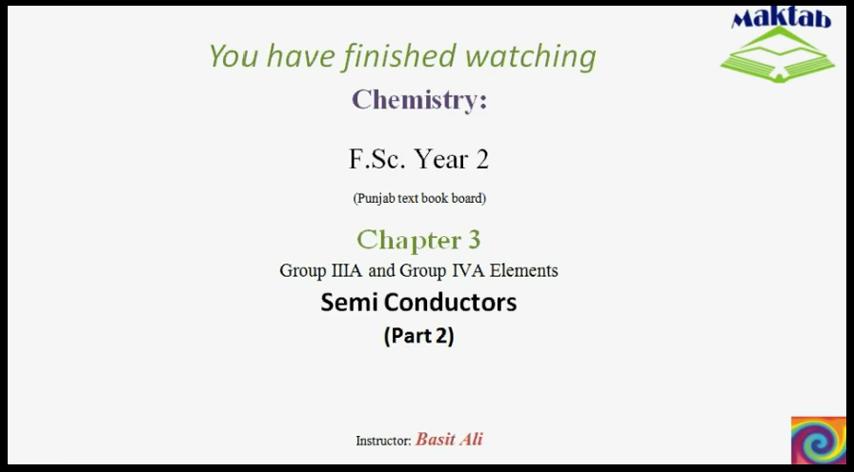 Maktab
You have finished watching
Chemistry:
F.Sc. Year 2
(Punjab text book board)
Chapter 3
Group IIIA and Group IVA Elements
Semi Conductors
(Part 2)
Instructor: Basit Ali